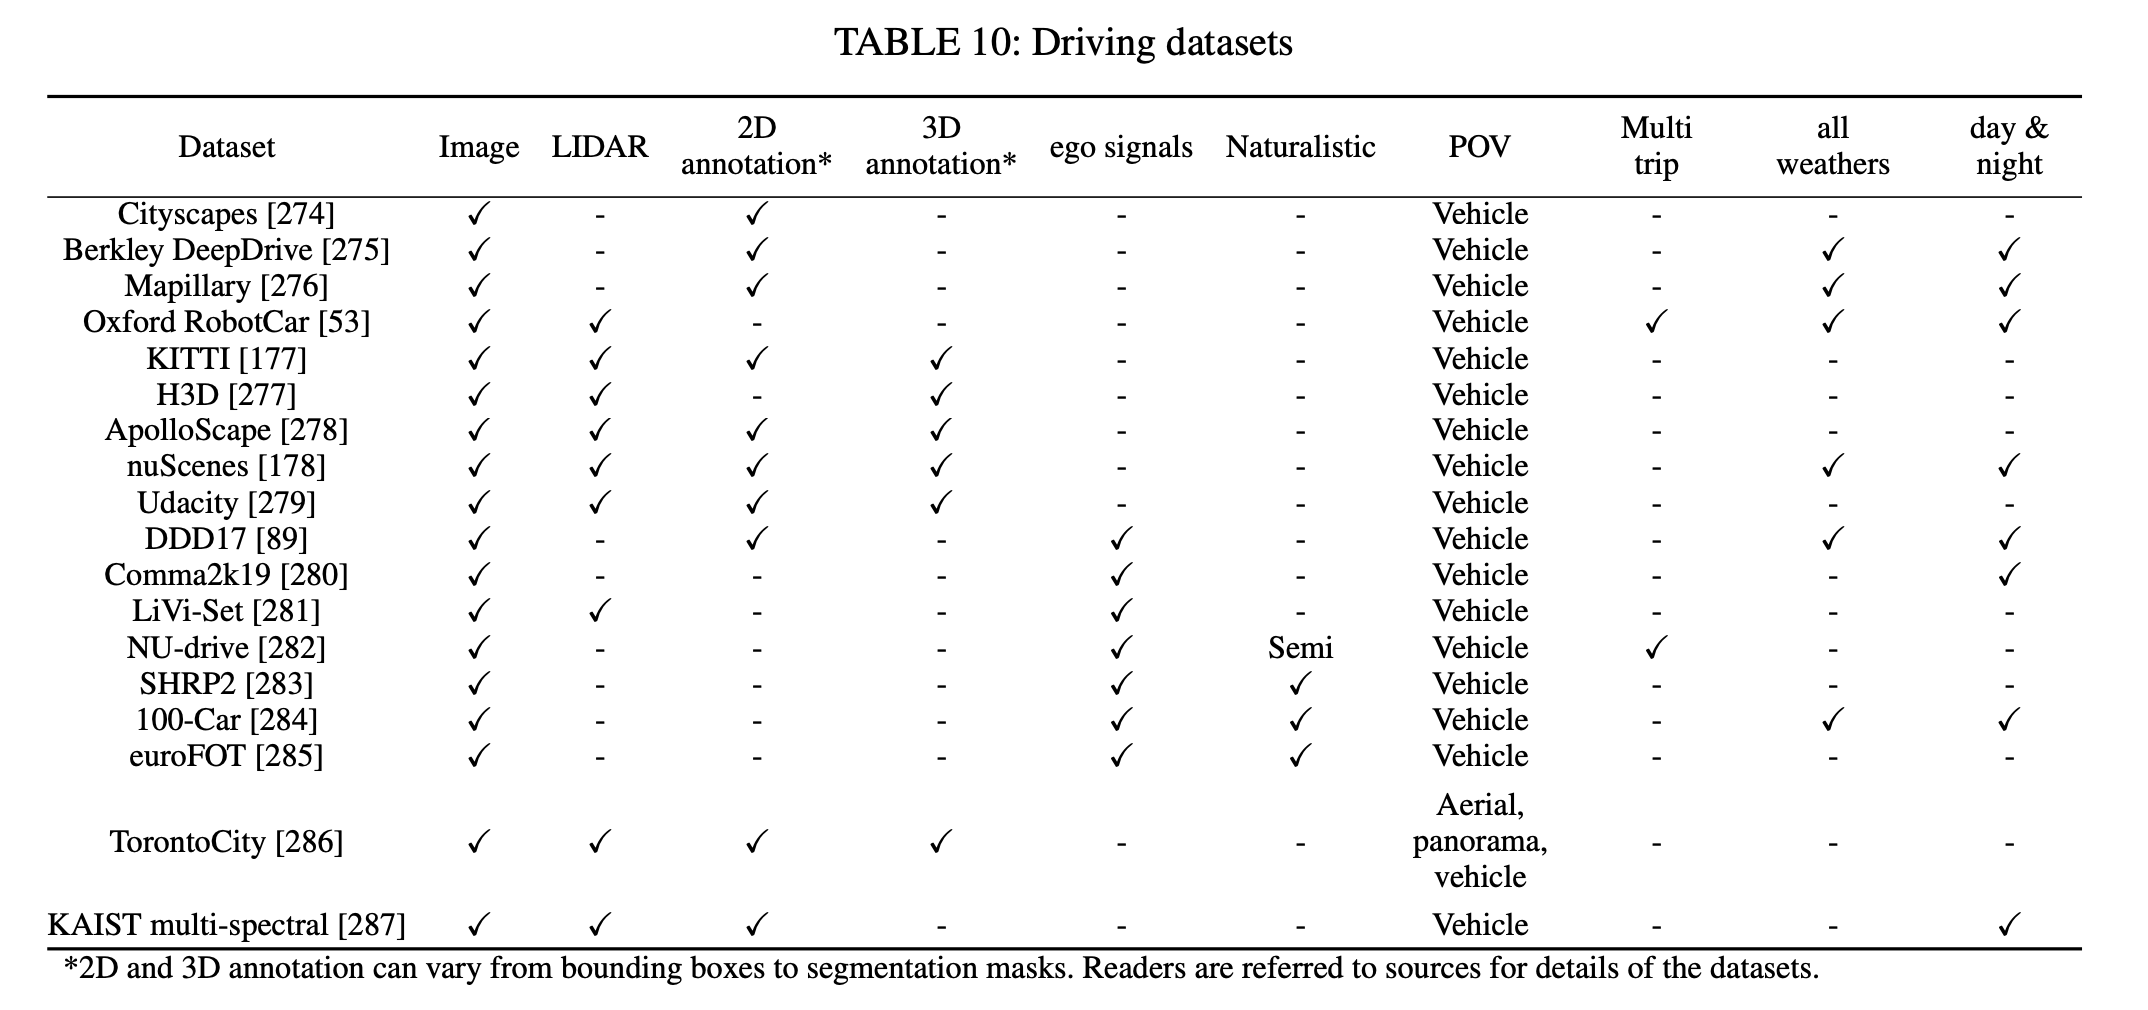 TABLE 10: Driving datasets
Dataset Image LIDAR 2D annotation* 3D annotation* ego signals Naturalistic POV Multi trip all weathers day & night
Cityscapes [274] ✓ - ✓ - - - Vehicle - - -
Berkley DeepDrive [275] ✓ - ✓ - - - Vehicle - ✓ ✓
Mapillary [276] ✓ - ✓ - - - Vehicle - ✓ ✓
Oxford RobotCar [53] ✓ ✓ - - - - Vehicle ✓ ✓ ✓
KITTI [177] ✓ ✓ ✓ ✓ - - Vehicle - - -
H3D [277] ✓ ✓ - ✓ - - Vehicle - - -
ApolloScape [278] ✓ ✓ ✓ ✓ - - Vehicle - - -
nuScenes [178] ✓ ✓ ✓ ✓ - - Vehicle - ✓ ✓
Udacity [279] ✓ ✓ ✓ ✓ - - Vehicle - - -
DDD17 [89] ✓ - ✓ - ✓ - Vehicle - ✓ ✓
Comma2k19 [280] ✓ - - - ✓ - Vehicle - - ✓
LiVi-Set [281] ✓ ✓ - - ✓ - Vehicle - - -
NU-drive [282] ✓ - - - ✓ Semi Vehicle ✓ - -
SHRP2 [283] ✓ - - - ✓ ✓ Vehicle - - -
100-Car [284] ✓ - - - ✓ ✓ Vehicle - ✓ ✓
euroFOT [285] ✓ - - - ✓ ✓ Vehicle - - -
TorontoCity [286] ✓ ✓ ✓ ✓ - - Aerial, panorama, vehicle - - -
KAIST multi-spectral [287] ✓ ✓ ✓ - - - Vehicle - - ✓
*2D and 3D annotation can vary from bounding boxes to segmentation masks. Readers are referred to sources for details of the datasets.